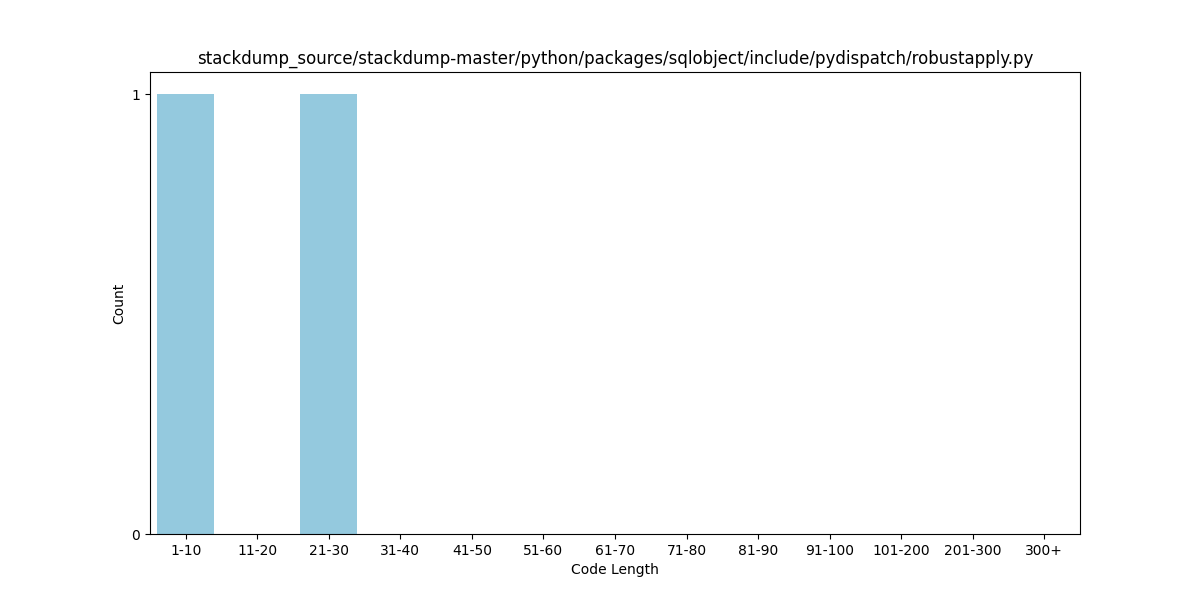 stackdump_source/stackdump-master/python/packages/sqlobject/include/pydispatch/robustapply.py
1
0
Count
1-10 11-20 21-30 31-40 41-50 51-60 61-70 71-80 81-90 91-100 101-200 201-300 300+
Code Length